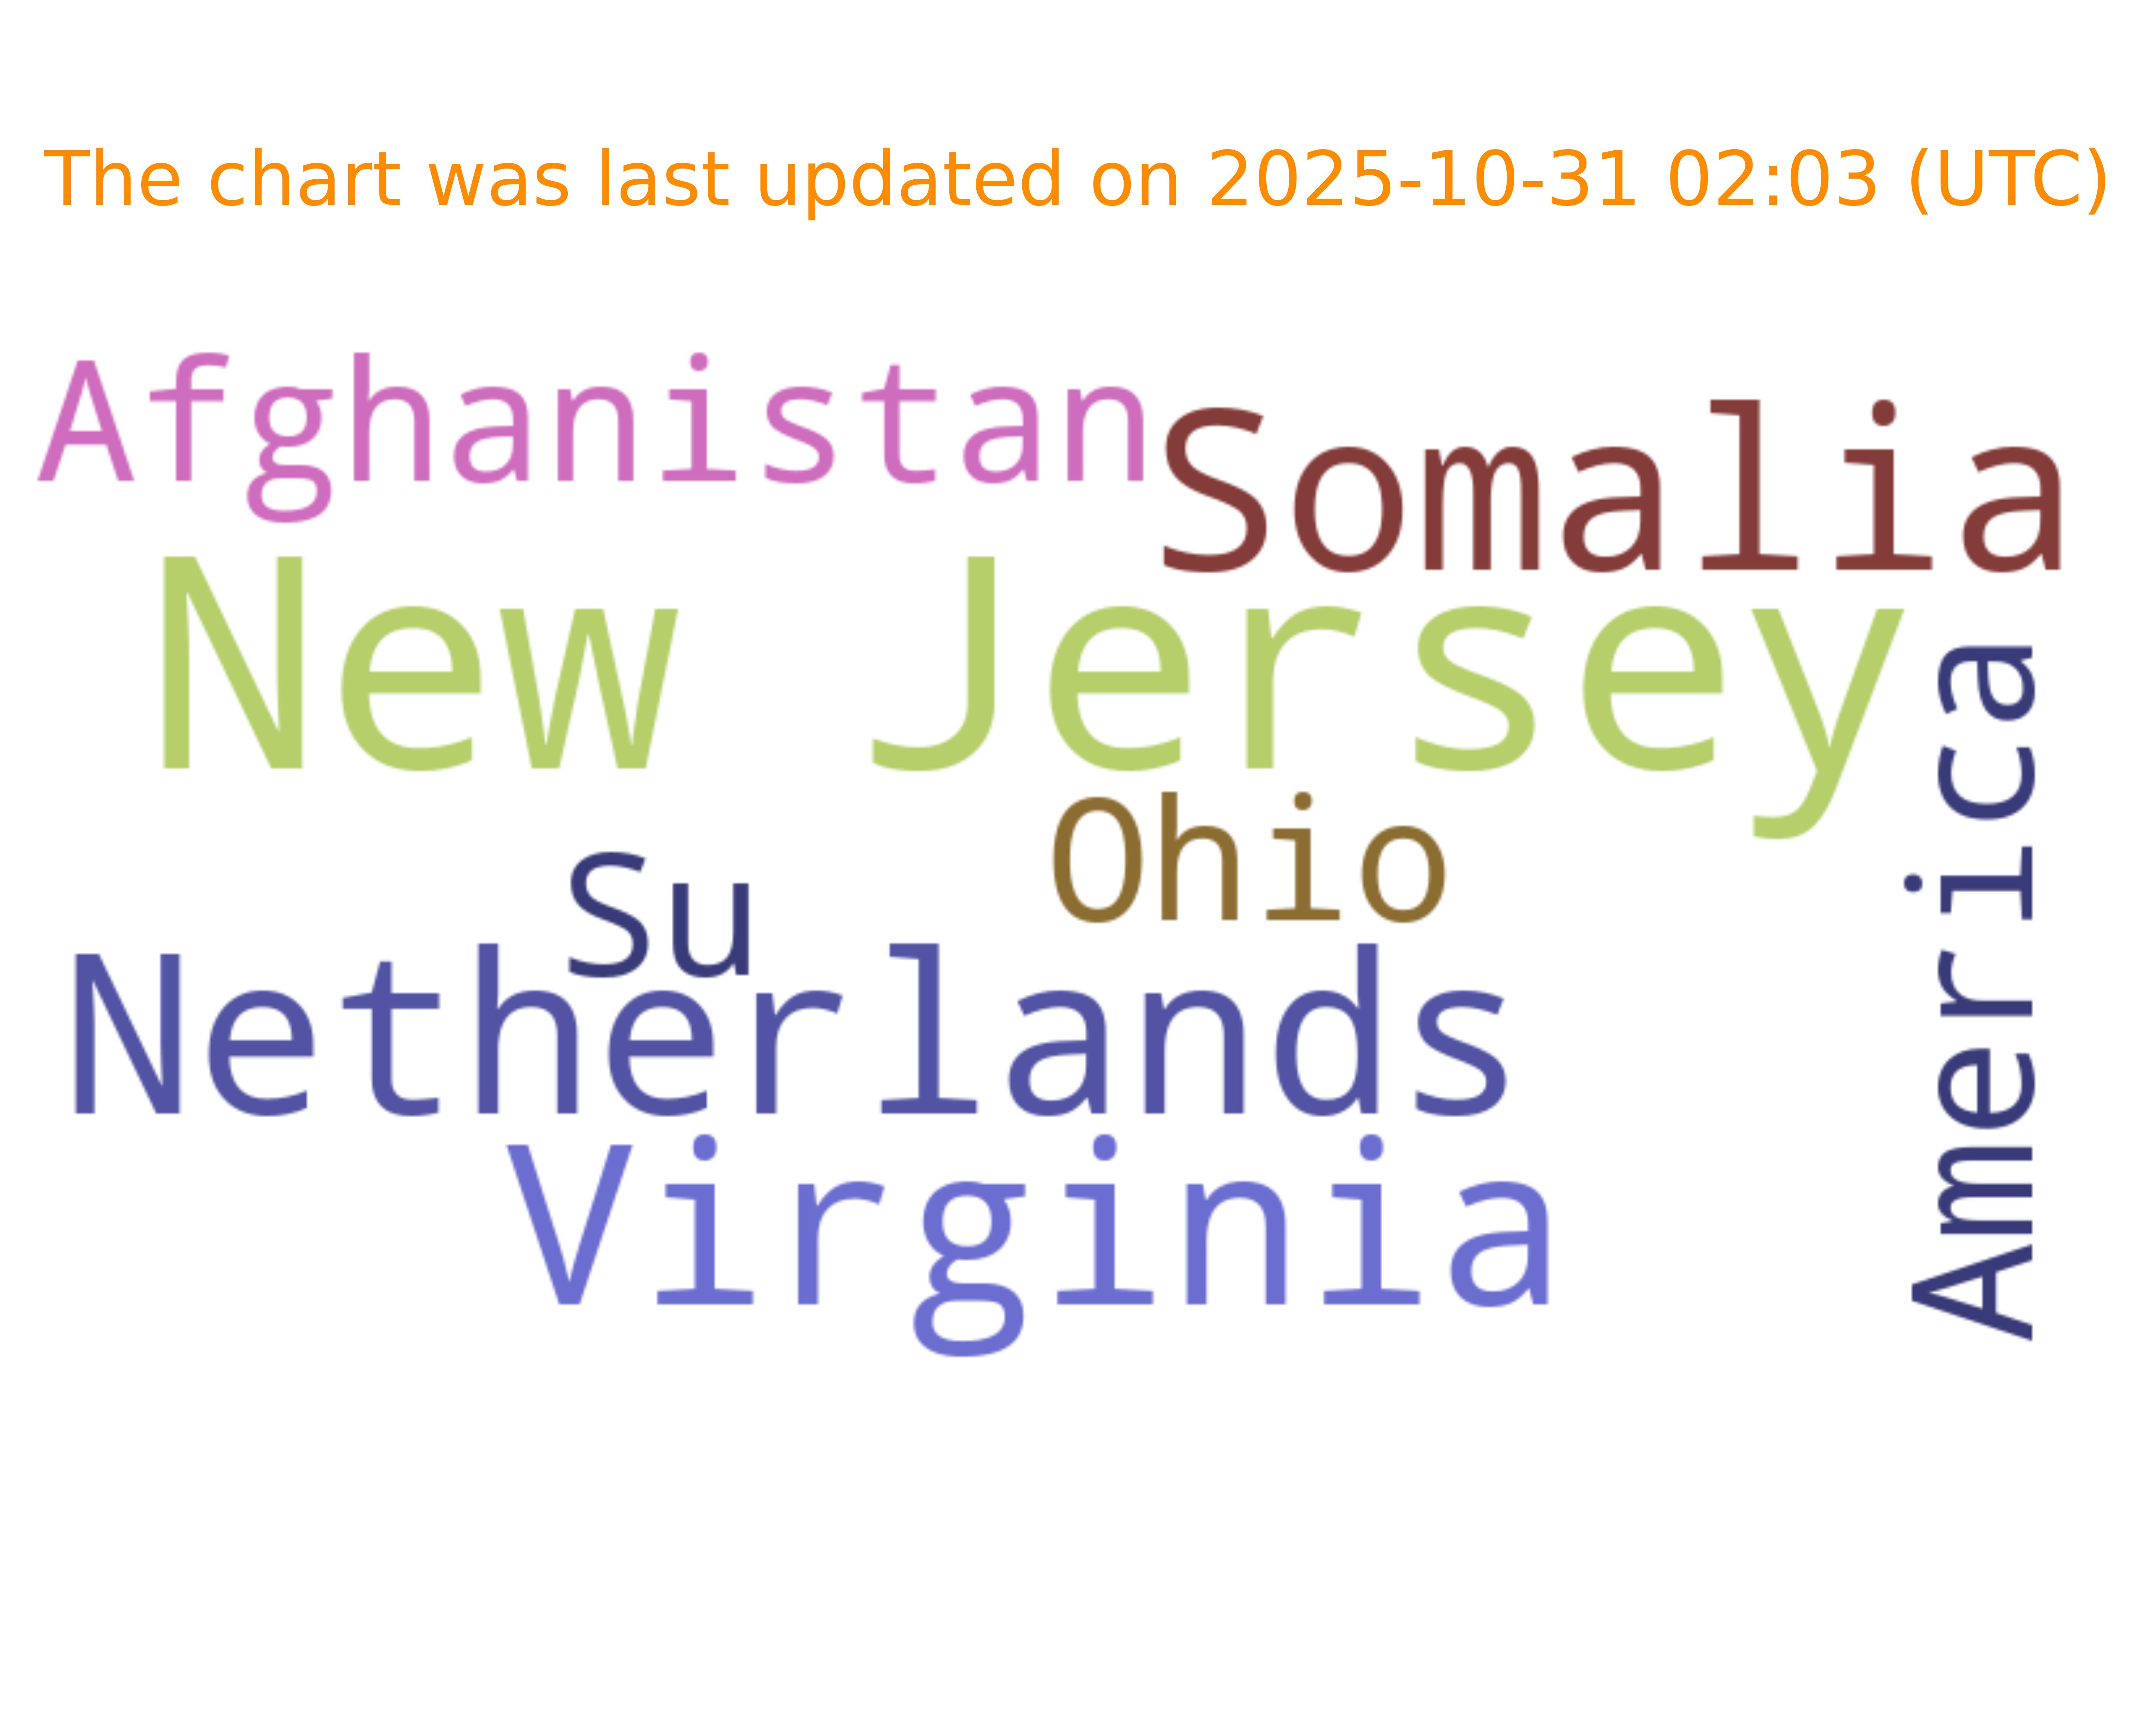 The chart was last updated on 2025-10-31 02:03 (UTC)
Afghanistan
Somalia
New Jersey
America
Ohio
Su
Netherlands
Virginia